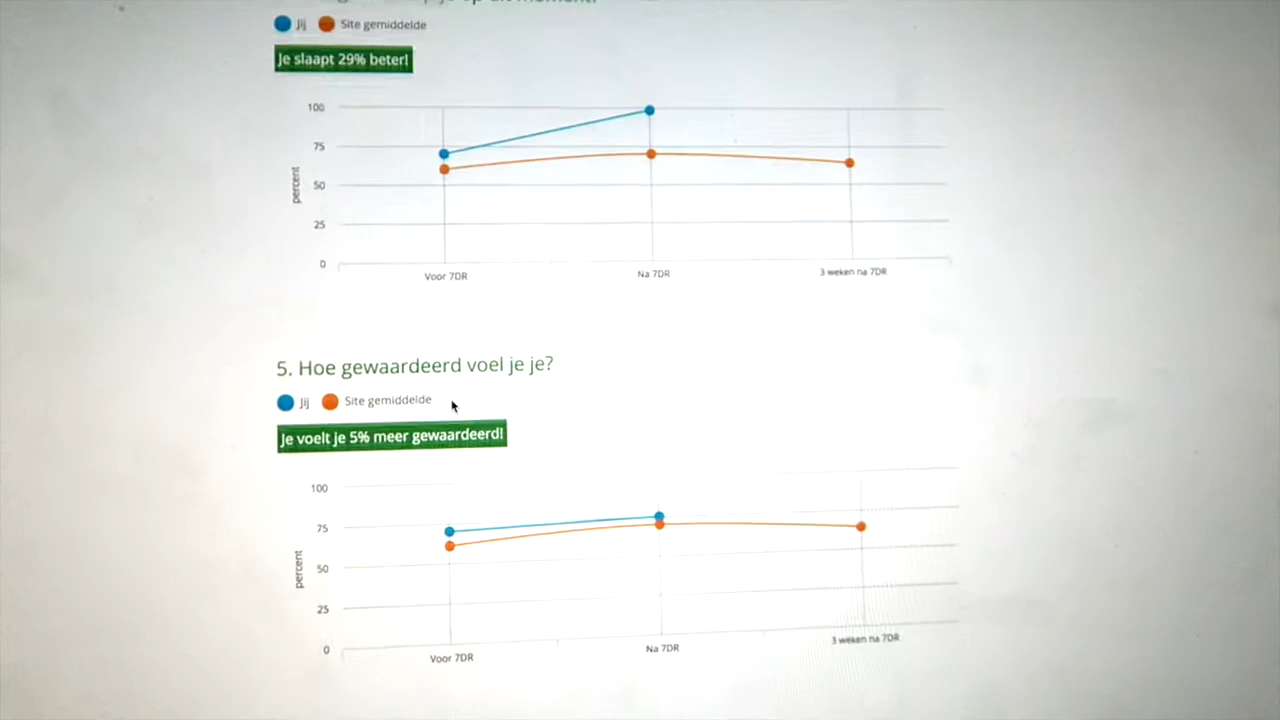 Jij Site gemiddelde
Je slaapt 29% beter!
100
75
50
25
0
percent
Voor 7DR Na 7DR 3 weken na 7DR
5. Hoe gewaardeerd voel je je?
Jij Site gemiddelde
Je voelt je 5% meer gewaardeerd!
100
75
50
25
0
percent
Voor 7DR Na 7DR 3 weken na 7DR